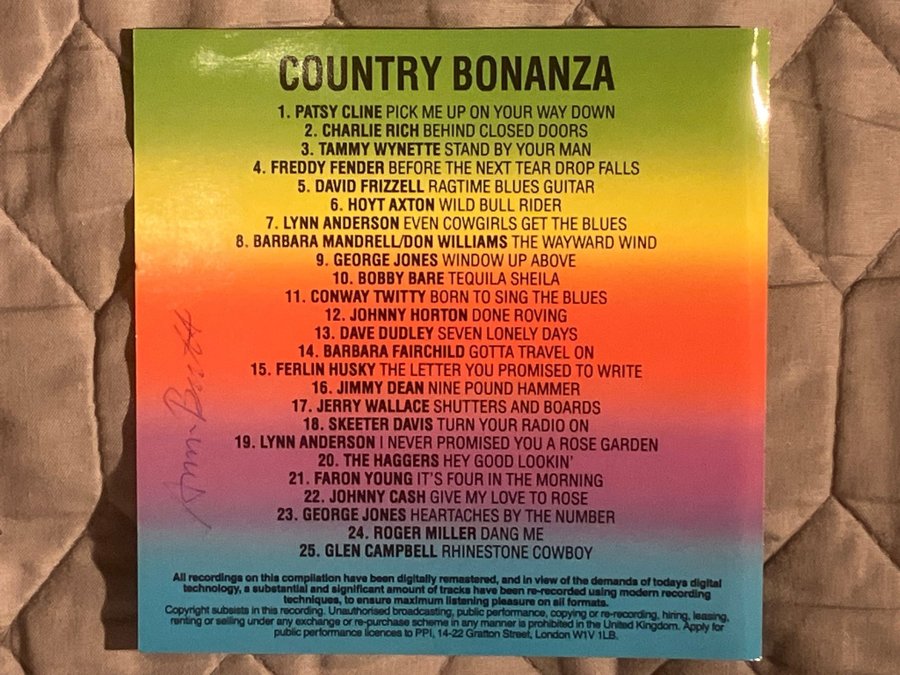 COUNTRY BONANZA
1. PATSY CLINE PICK ME UP ON YOUR WAY DOWN
2. CHARLIE RICH BEHIND CLOSED DOORS
3. TAMMY WYNETTE STAND BY YOUR MAN
4. FREDDY FENDER BEFORE THE NEXT TEAR DROP FALLS
5. DAVID FRIZZELL RAGTIME BLUES GUITAR
6. HOYT AXTON WILD BULL RIDER
7. LYNN ANDERSON EVEN COWGIRLS GET THE BLUES
8. BARBARA MANDRELL/DON WILLIAMS THE WAYWARD WIND
9. GEORGE JONES WINDOW UP ABOVE
10. BOBBY BARE TEQUILA SHEILA
11. CONWAY TWITTY BORN TO SING THE BLUES
12. JOHNNY HORTON DONE ROVING
13. DAVE DUDLEY SEVEN LONELY DAYS
14. BARBARA FAIRCHILD GOTTA TRAVEL ON
15. FERLIN HUSKY THE LETTER YOU PROMISED TO WRITE
16. JIMMY DEAN NINE POUND HAMMER
17. JERRY WALLACE SHUTTERS AND BOARDS
18. SKEETER DAVIS TURN YOUR RADIO ON
19. LYNN ANDERSON I NEVER PROMISED YOU A ROSE GARDEN
20. THE HAGGERS HEY GOOD LOOKIN'
21. FARON YOUNG IT'S FOUR IN THE MORNING
22. JOHNNY CASH GIVE MY LOVE TO ROSE
23. GEORGE JONES HEARTACHES BY THE NUMBER
24. ROGER MILLER DANG ME
25. GLEN CAMPBELL RHINESTONE COWBOY
All recordings on this compilation have been digitally remastered, and in view of the demands of todays digital
technology, a substantial and significant amount of tracks have been re-recorded using modern recording
techniques, to ensure maximum listening pleasure on all formats.
Copyright subsists in this recording. Unauthorised broadcasting, public performance, copying or re-recording, hiring, leasing,
renting or selling under any exchange or re-purchase scheme in any manner is prohibited in the United Kingdom. Apply for
public performance licences to PPI, 14-22 Gratton Street, London W1V 1LB.